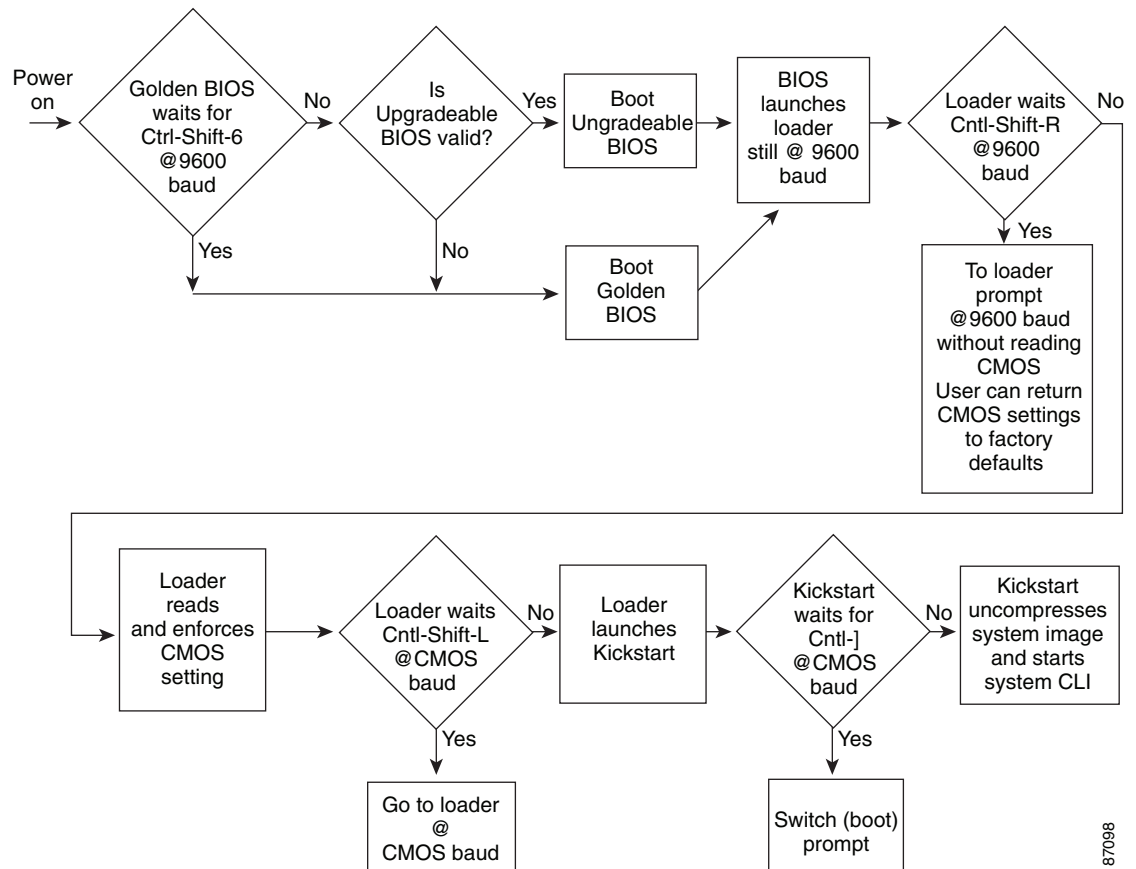 Power
on
Golden BIOS
waits for
Ctrl-Shift-6
@9600
baud
No
Yes
Is
Upgradeable
BIOS valid?
Yes
No
Boot
Ungradeable
BIOS
Boot
Golden
BIOS
BIOS
launches
loader
still @ 9600
baud
Loader waits
Cntl-Shift-R
@9600
baud
No
Yes
To loader
prompt
@9600 baud
without reading
CMOS
User can return
CMOS settings
to factory
defaults
Loader
reads
and enforces
CMOS
setting
Loader waits
Cntl-Shift-L
@CMOS
baud
No
Yes
Go to loader
@
CMOS baud
Loader
launches
Kickstart
Kickstart
waits for
Cntl-]
@CMOS
baud
No
Yes
Switch (boot)
prompt
Kickstart
uncompresses
system image
and starts
system CLI
87098